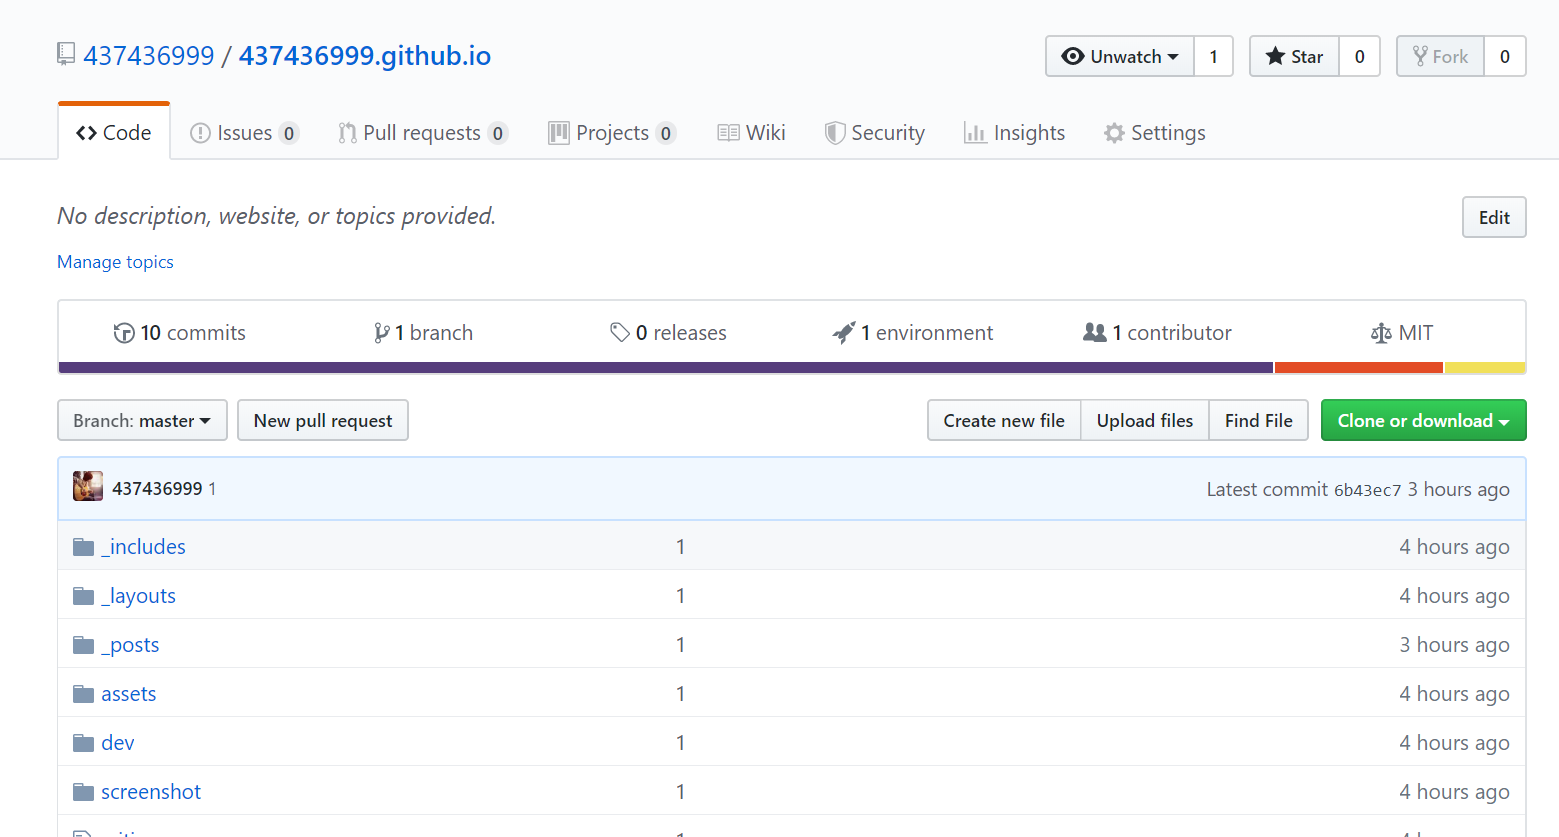 437436999 / 437436999.github.io
Unwatch 1 Star 0 Fork 0
Code Issues 0 Pull requests 0 Projects 0 Wiki Security Insights Settings
No description, website, or topics provided.
Edit
Manage topics
10 commits 1 branch 0 releases 1 environment 1 contributor MIT
Branch: master New pull request Create new file Upload files Find File Clone or download
437436999 1 Latest commit 6b43ec7 3 hours ago
_includes 1 4 hours ago
_layouts 1 4 hours ago
_posts 1 3 hours ago
assets 1 4 hours ago
dev 1 4 hours ago
screenshot 1 4 hours ago